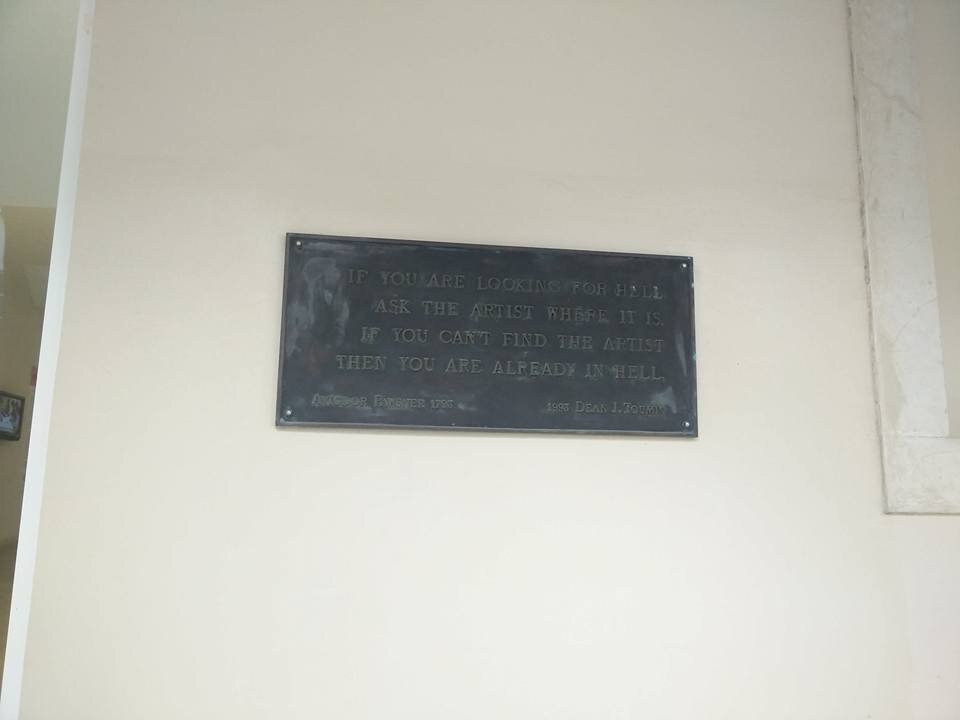 IF YOU ARE LOOKING FOR HELL
ASK THE ARTIST WHERE IT IS.
IF YOU CAN'T FIND THE ARTIST
THEN YOU ARE ALREADY IN HELL.
1793 1993 DEAN J.